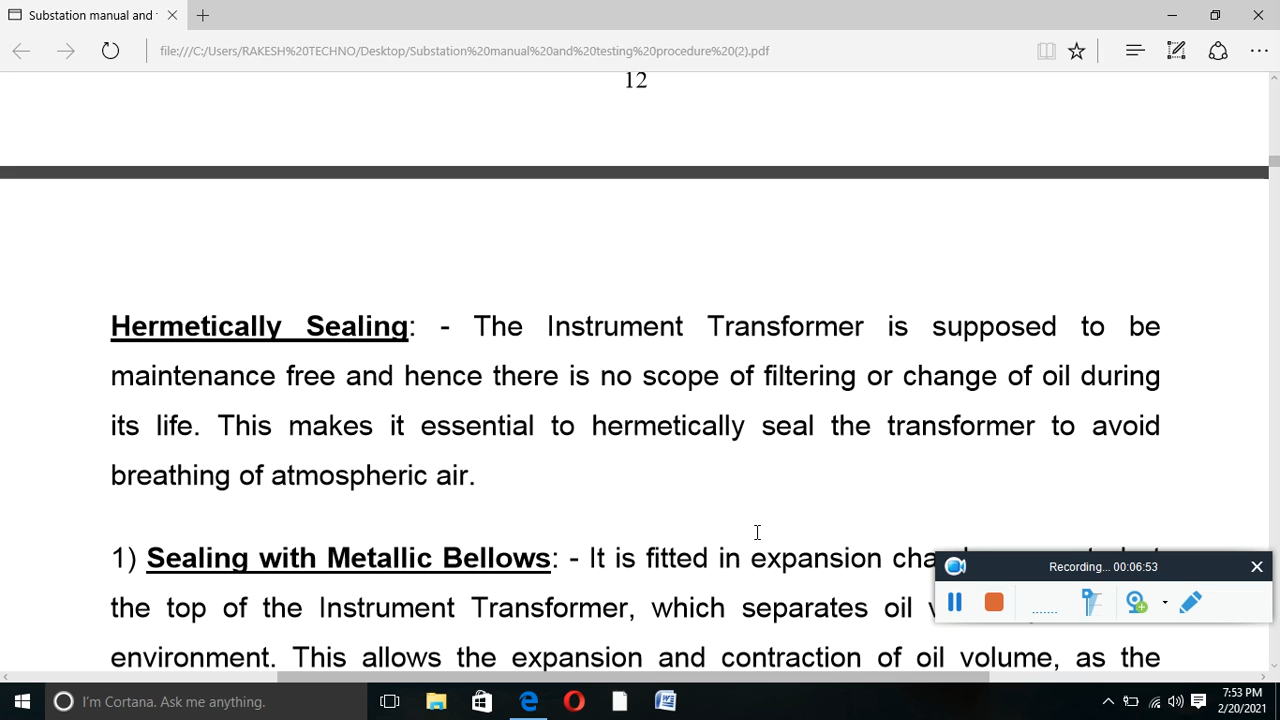 Substation manual and
file:///C:/Users/RAKESH%20TECHNO/Desktop/Substation%20manual%20and%20testing%20procedure%20(2).pdf
12
Hermetically Sealing: - The Instrument Transformer is supposed to be
maintenance free and hence there is no scope of filtering or change of oil during
its life. This makes it essential to hermetically seal the transformer to avoid
breathing of atmospheric air.
1) Sealing with Metallic Bellows: - It is fitted in expansion
the top of the Instrument Transformer, which separates oil
environment. This allows the expansion and contraction of oil volume, as the
Recording... 00:06:53
I'm Cortana. Ask me anything.
7:53 PM
2/20/2021